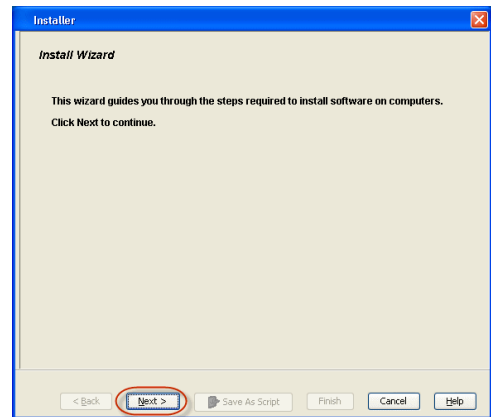 Installer
Install Wizard
This wizard guides you through the steps required to install software on computers.
Click Next to continue.
< Back
Next >
Save As Script
Finish
Cancel
Help